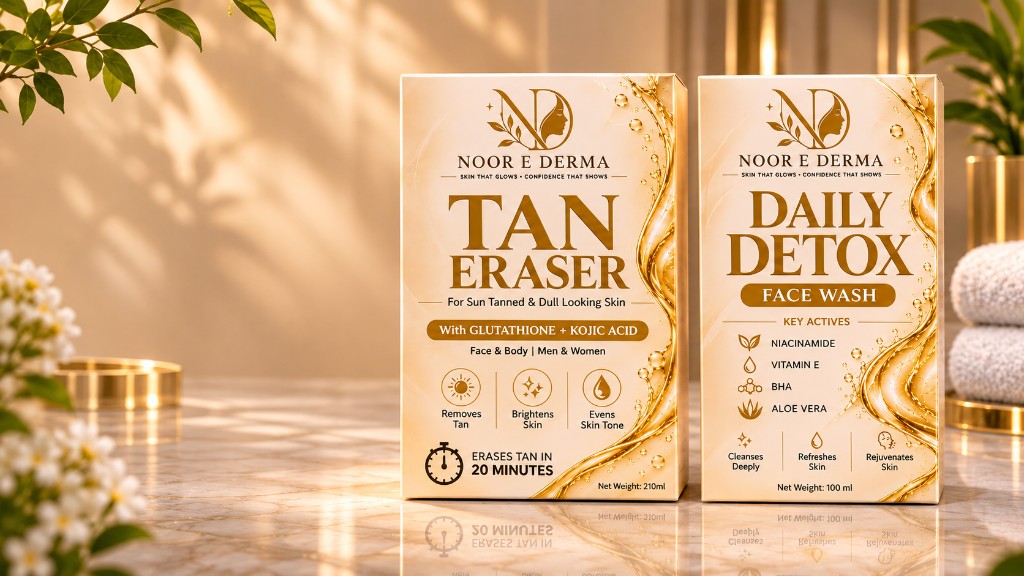 ND
NOOR E DERMA
SKIN THAT GLOWS • CONFIDENCE THAT SHOWS
TAN
ERASER
For Sun Tanned & Dull Looking Skin
With GLUTATHIONE + KOJIC ACID
Face & Body | Men & Women
Removes
Tan
Brightens
Skin
Evens
Skin Tone
ERASES TAN IN
20 MINUTES
Net Weight: 210ml
ND
NOOR E DERMA
SKIN THAT GLOWS • CONFIDENCE THAT SHOWS
DAILY
DETOX
FACE WASH
KEY ACTIVES
NIACINAMIDE
VITAMIN E
BHA
ALOE VERA
Cleanses
Deeply
Refreshes
Skin
Rejuvenates
Skin
Net Weight: 100 ml